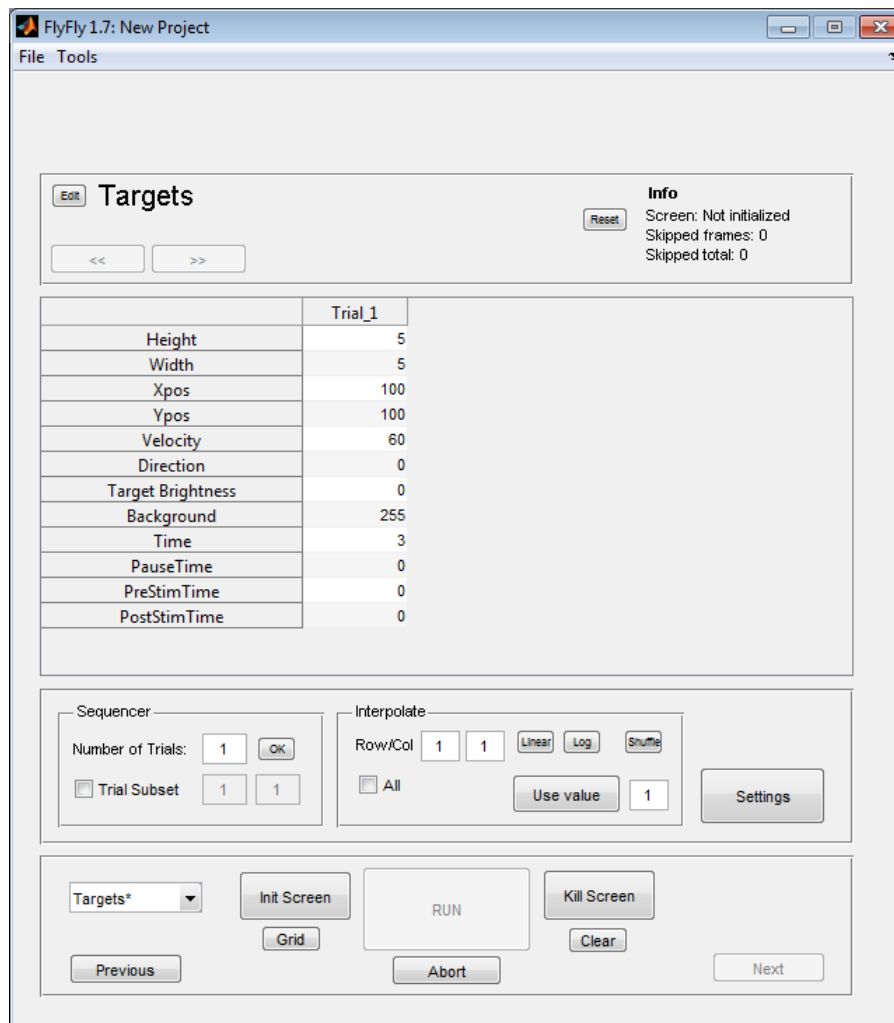 FlyFly 1.7: New Project
File Tools
Edit Targets
Info
Reset
Screen: Not initialized
Skipped frames: 0
Skipped total: 0
<< >>
Trial_1
Height 5
Width 5
Xpos 100
Ypos 100
Velocity 60
Direction 0
Target Brightness 0
Background 255
Time 3
PauseTime 0
PreStimTime 0
PostStimTime 0
Sequencer
Number of Trials: 1 OK
Trial Subset 1 1
Interpolate
Row/Col 1 1 Linear Log Shuffle
All
Use value 1
Settings
Targets* Init Screen RUN Kill Screen
Grid Clear
Previous Abort Next